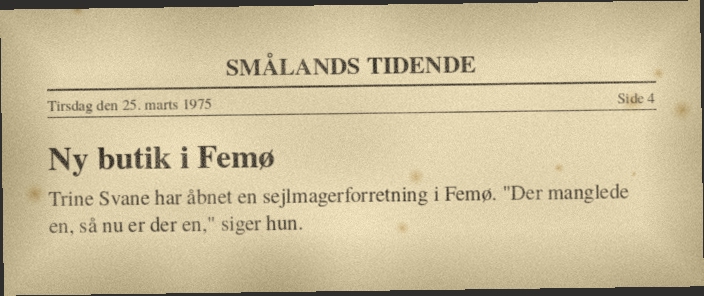 SMÅLANDS TIDENDE
Tirsdag den 25. marts 1975
Side 4
Ny butik i Femø
Trine Svane har åbnet en sejlmagerforretning i Femø. "Der manglede
en, så nu er der en," siger hun.